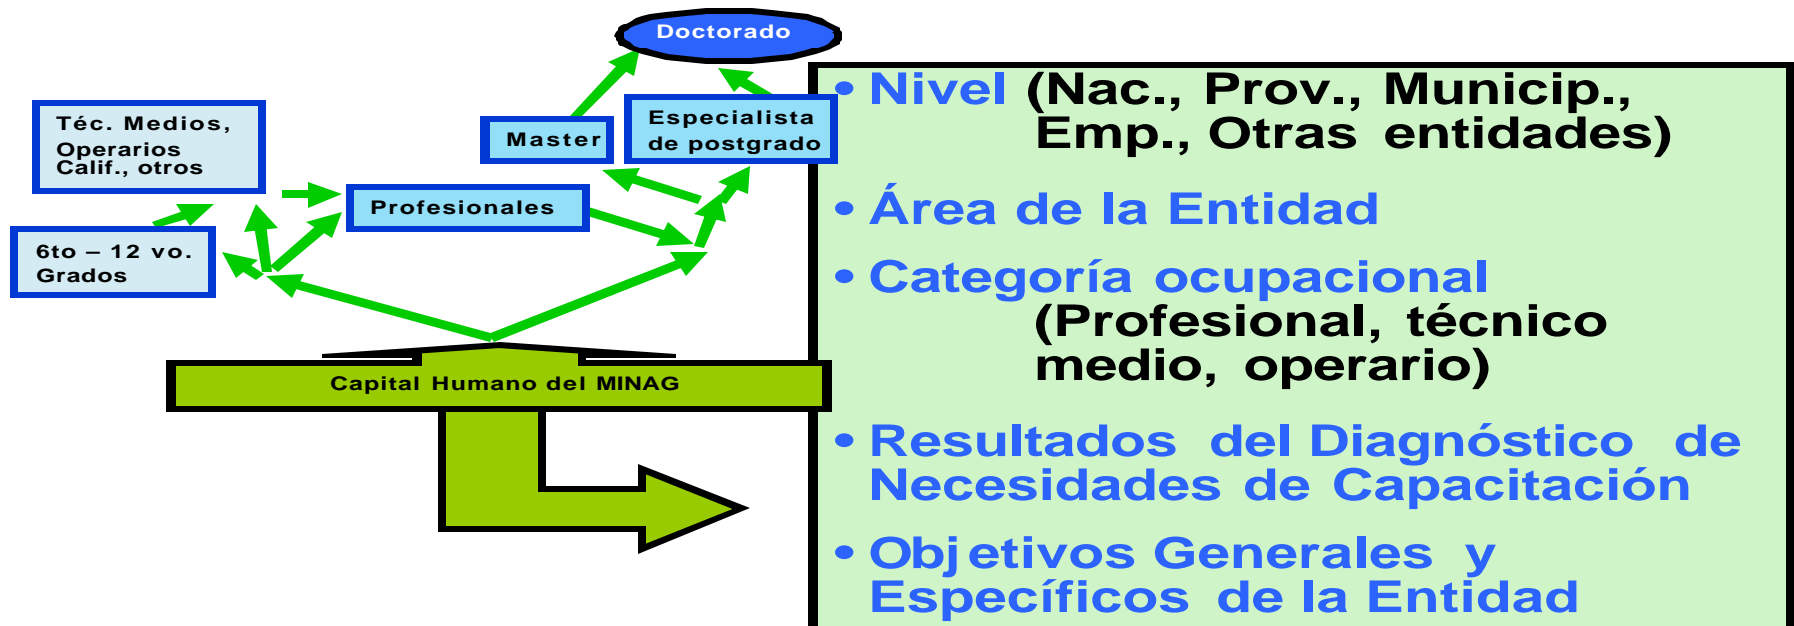 Doctorado
Téc. Medios,
Operarios
Calif., otros
Master
Especialista
de postgrado
Profesionales
6to – 12 vo.
Grados
Capital Humano del MINAG
• Nivel (Nac., Prov., Municip.,
Emp., Otras entidades)
• Área de la Entidad
• Categoría ocupacional
(Profesional, técnico
medio, operario)
• Resultados del Diagnóstico de
Necesidades de Capacitación
• Objetivos Generales y
Específicos de la Entidad